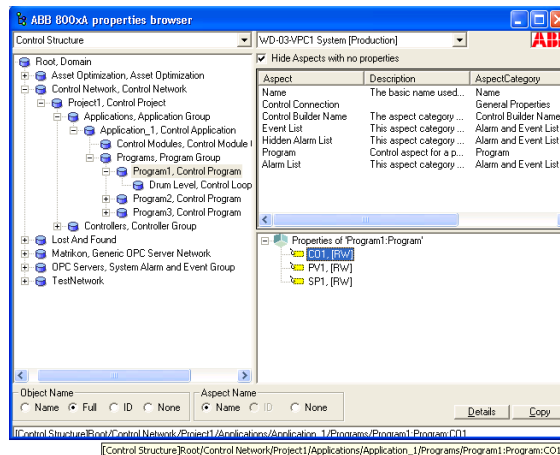 ABB 800xA properties browser
Control Structure
WD-03-VPC1 System [Production]
ABB
Hide Aspects with no properties
Root, Domain
Asset Optimization, Asset Optimization
Control Network, Control Network
Project1, Control Project
Applications, Application Group
Application_1, Control Application
Control Modules, Control Module
Programs, Program Group
Program1, Control Program
Drum Level, Control Loop
Program2, Control Program
Program3, Control Program
Controllers, Controller Group
Lost And Found
Matrikon, Generic OPC Server Network
OPC Servers, System Alarm and Event Group
TestNetwork
Aspect Description AspectCategory
Name The basic name used... Name
Control Connection General Properties
Control Builder Name The aspect category ... Control Builder Name
Event List This aspect category ... Alarm and Event List
Hidden Alarm List This aspect category ... Alarm and Event List
Program Control aspect for a p... Program
Alarm List This aspect category ... Alarm and Event List
Properties of 'Program1:Program'
CO1, [RW]
PV1, [RW]
SP1, [RW]
Object Name
Name Full ID None
Aspect Name
Name ID None
Details Copy
[Control Structure]Root/Control Network/Project1/Applications/Application_1/Programs/Program1:Program:CO1
[Control Structure]Root/Control Network/Project1/Applications/Application_1/Programs/Program1:Program:CO1